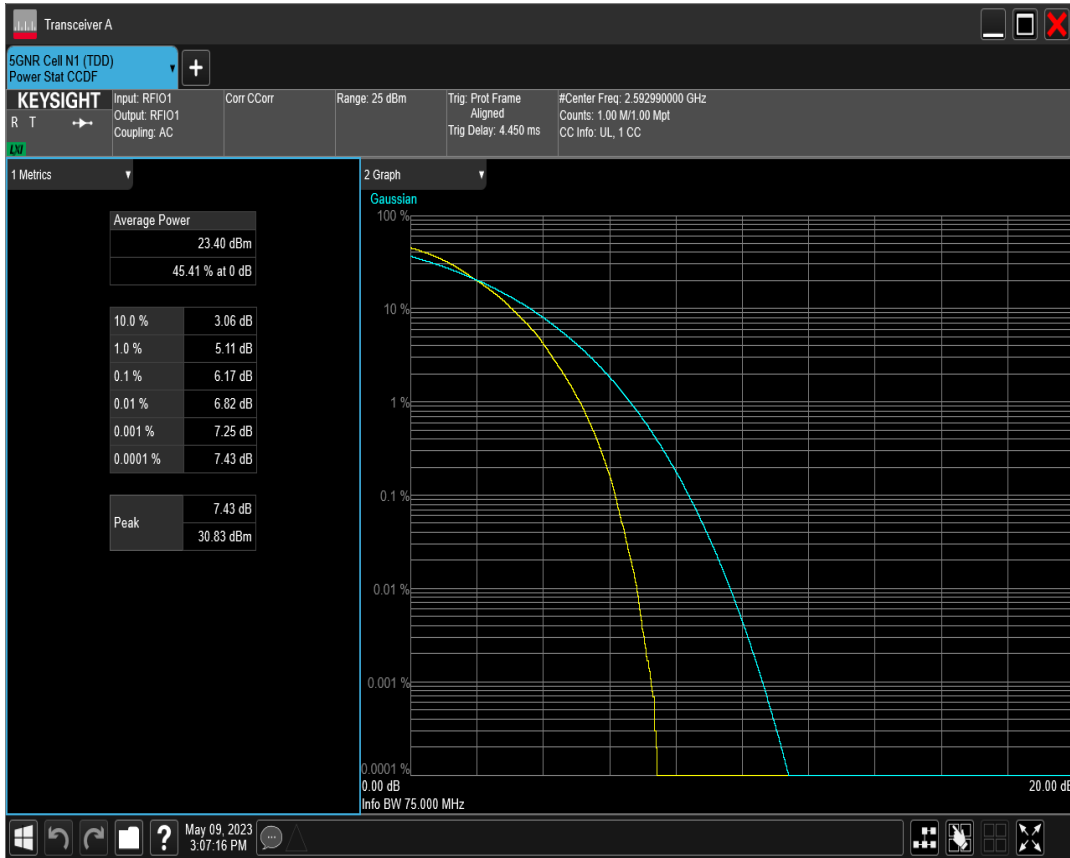 Transceiver A
5GNR Cell N1 (TDD)
Power Stat CCDF
KEYSIGHT
R T
LXI
Input: RFIO1
Output: RFIO1
Coupling: AC
Corr CCorr
Range: 25 dBm
Trig: Prot Frame
Aligned
Trig Delay: 4.450 ms
#Center Freq: 2.592990000 GHz
Counts: 1.00 M/1.00 Mpt
CC Info: UL, 1 CC
1 Metrics
Average Power
23.40 dBm
45.41 % at 0 dB
10.0 % 3.06 dB
1.0 % 5.11 dB
0.1 % 6.17 dB
0.01 % 6.82 dB
0.001 % 7.25 dB
0.0001 % 7.43 dB
Peak
7.43 dB
30.83 dBm
2 Graph
Gaussian
100 %
10 %
1 %
0.1 %
0.01 %
0.001 %
0.0001 %
0.00 dB 20.00 dB
Info BW 75.000 MHz
? May 09, 2023
3:07:16 PM